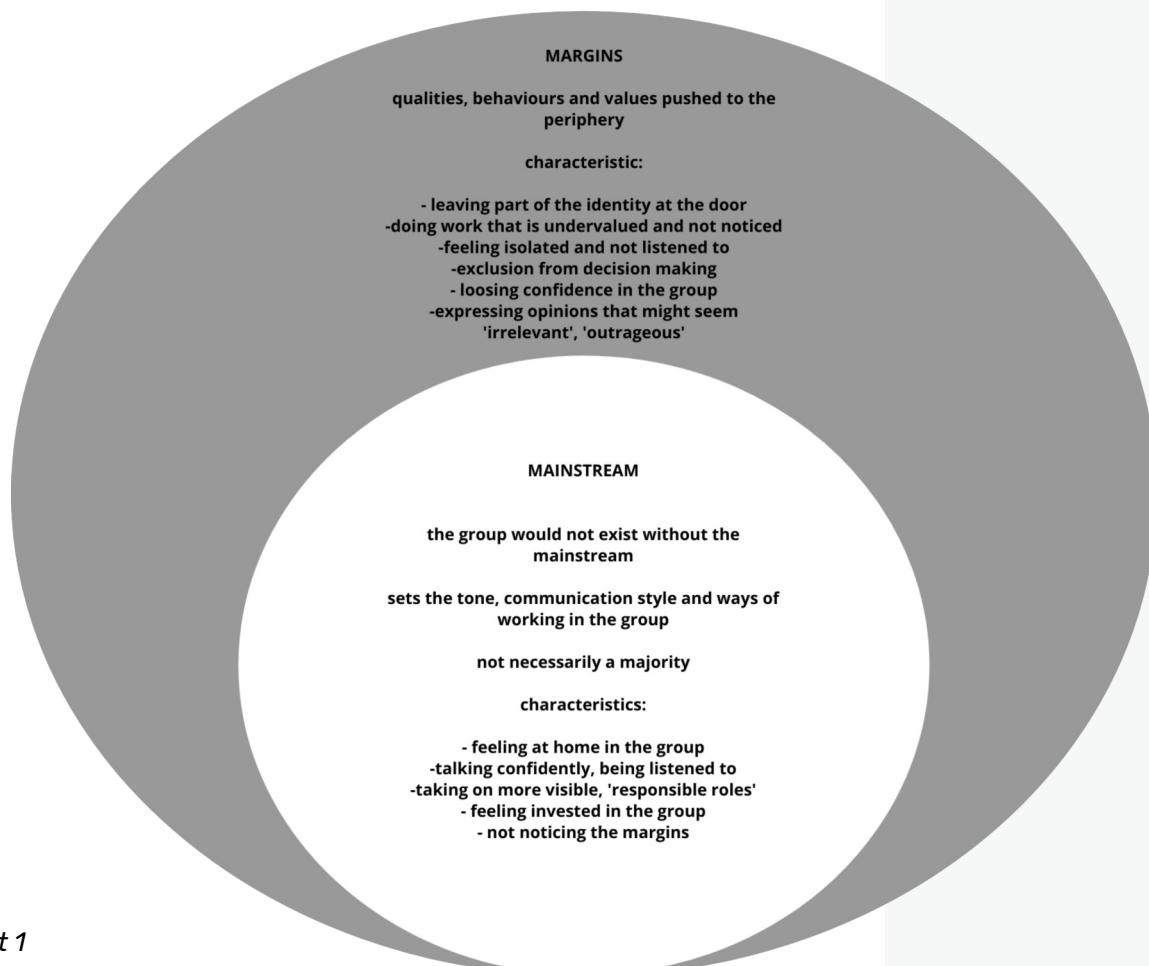 MARGINS
qualities, behaviours and values pushed to the
periphery
characteristic:
- leaving part of the identity at the door
-doing work that is undervalued and not noticed
-feeling isolated and not listened to
-exclusion from decision making
- loosing confidence in the group
-expressing opinions that might seem
'irrelevant', 'outrageous'
MAINSTREAM
the group would not exist without the
mainstream
sets the tone, communication style and ways of
working in the group
not necessarily a majority
characteristics:
- feeling at home in the group
-talking confidently, being listened to
-taking on more visible, 'responsible roles'
- feeling invested in the group
- not noticing the margins
t 1